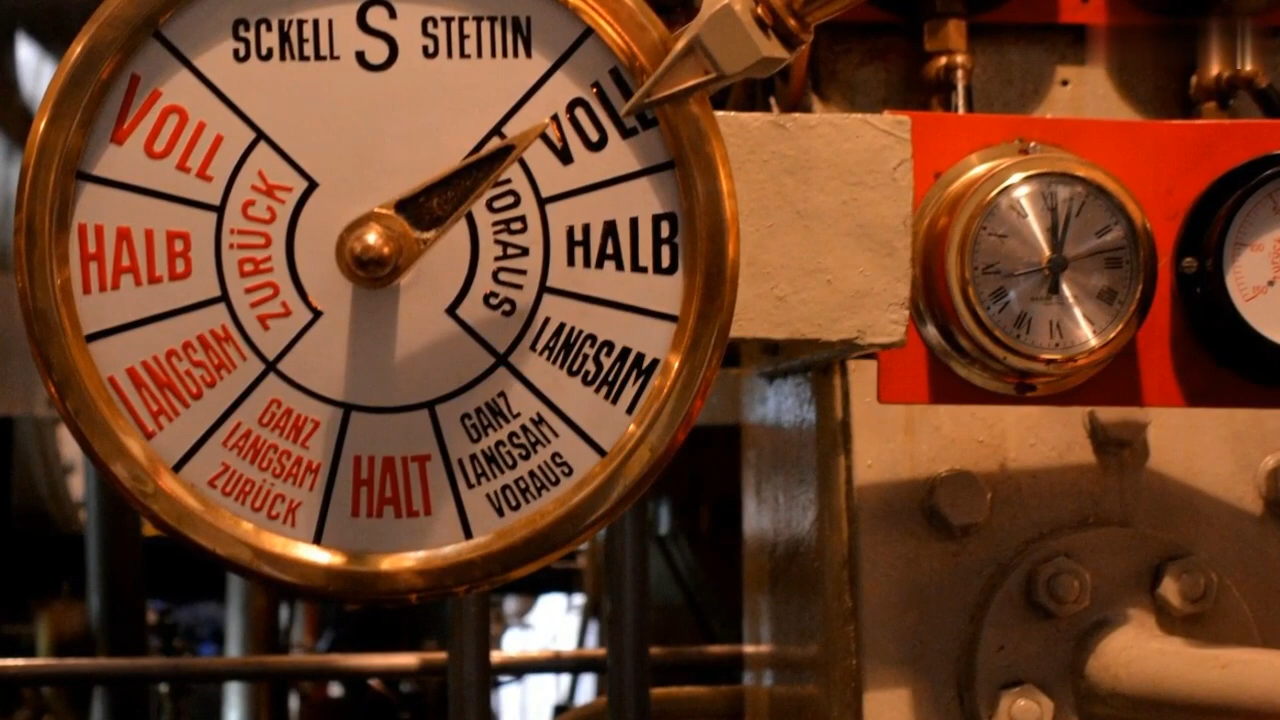 SCKELL S STETTIN
VOLL
VOLL
HALB
ZURÜCK
VORAUS
HALB
LANGSAM
LANGSAM
GANZ
LANGSAM
ZURÜCK
HALT
GANZ
LANGSAM
VORAUS